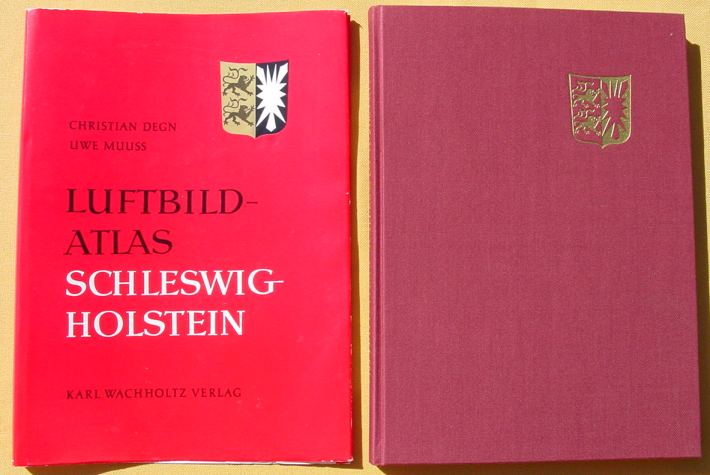 CHRISTIAN DEGN
UWE MUUSS
LUFTBILD-
ATLAS
SCHLESWIG-
HOLSTEIN
KARL WACHHOLTZ VERLAG